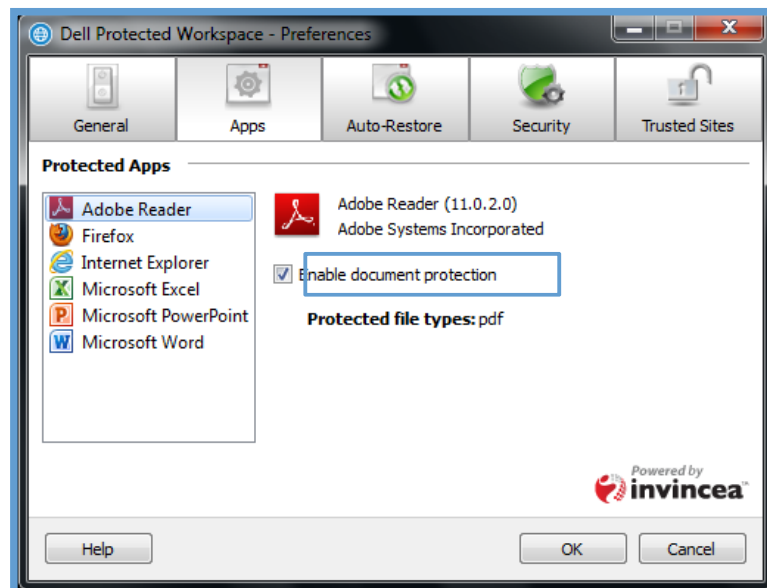 Dell Protected Workspace - Preferences
General
Apps
Auto-Restore
Security
Trusted Sites
Protected Apps
Adobe Reader
Firefox
Internet Explorer
Microsoft Excel
Microsoft PowerPoint
Microsoft Word
Adobe Reader (11.0.2.0)
Adobe Systems Incorporated
Enable document protection
Protected file types: pdf
Powered by
invincea™
Help
OK
Cancel